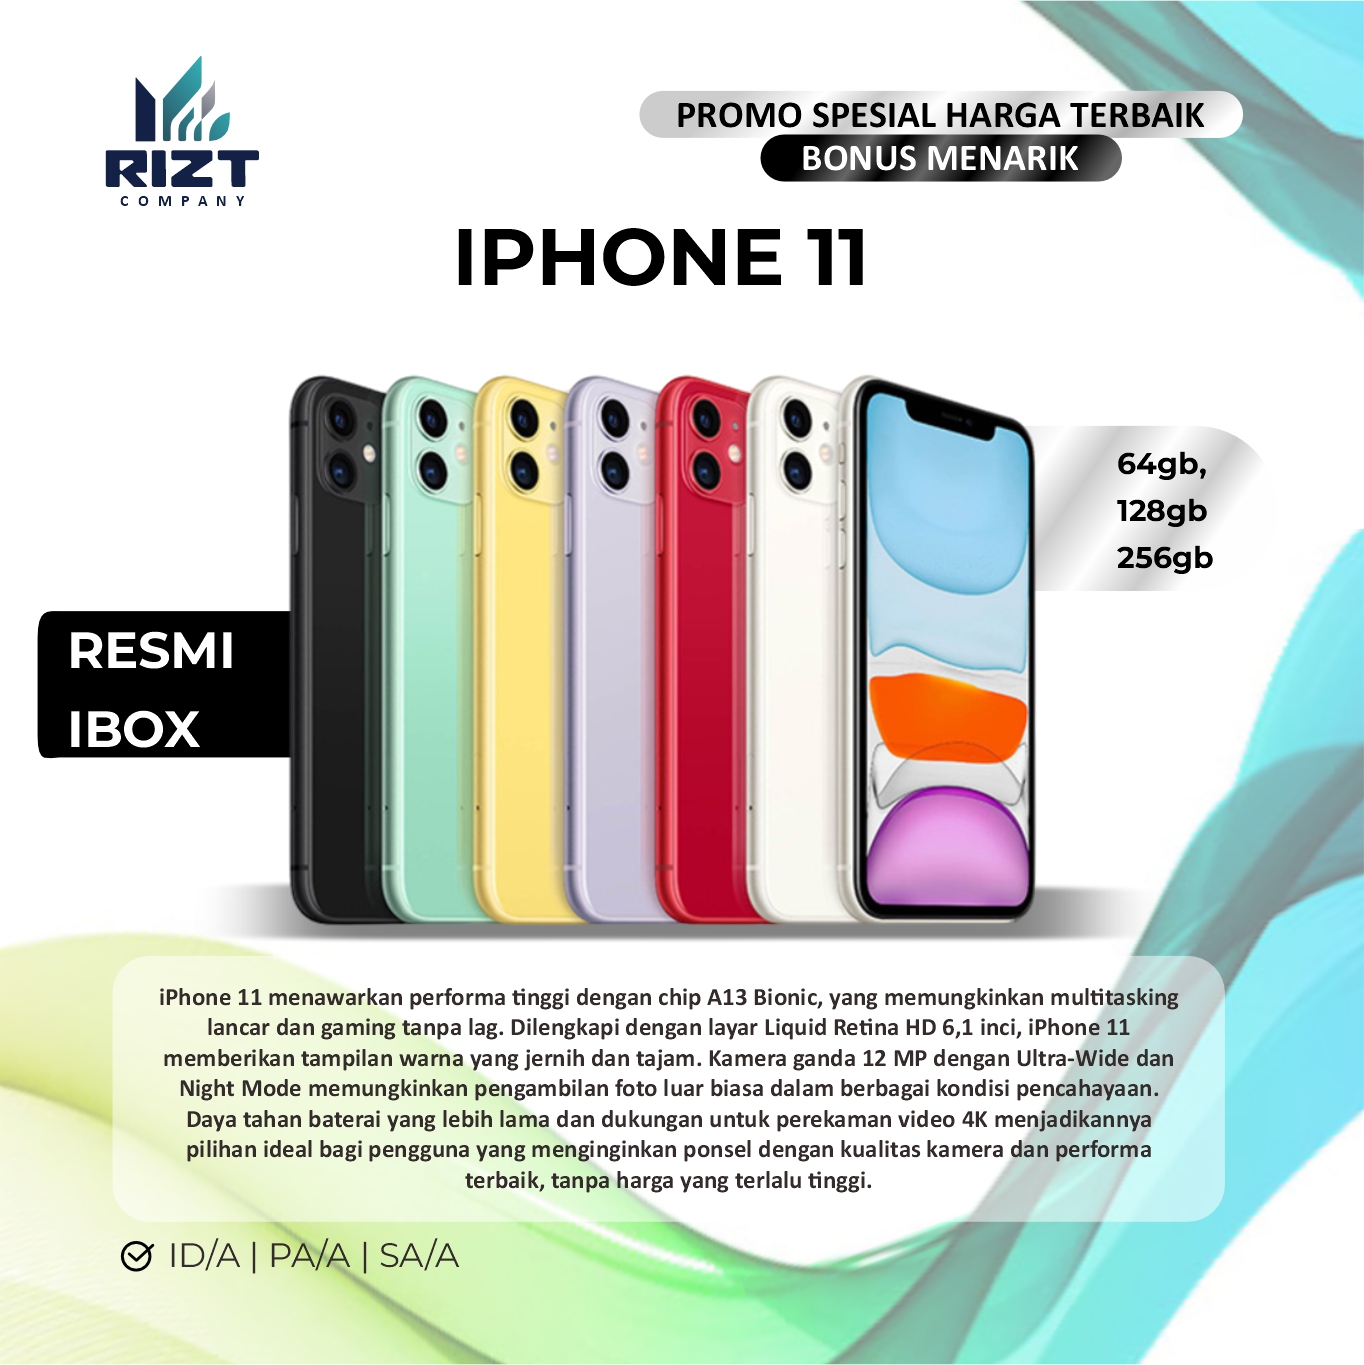 RIZT
COMPANY
PROMO SPESIAL HARGA TERBAIK
BONUS MENARIK
IPHONE 11
64gb,
128gb
256gb
RESMI
IBOX
iPhone 11 menawarkan performa tinggi dengan chip A13 Bionic, yang memungkinkan multitasking
lancar dan gaming tanpa lag. Dilengkapi dengan layar Liquid Retina HD 6,1 inci, iPhone 11
memberikan tampilan warna yang jernih dan tajam. Kamera ganda 12 MP dengan Ultra-Wide dan
Night Mode memungkinkan pengambilan foto luar biasa dalam berbagai kondisi pencahayaan.
Daya tahan baterai yang lebih lama dan dukungan untuk perekaman video 4K menjadikannya
pilihan ideal bagi pengguna yang menginginkan ponsel dengan kualitas kamera dan performa
terbaik, tanpa harga yang terlalu tinggi.
ID/A | PA/A | SA/A